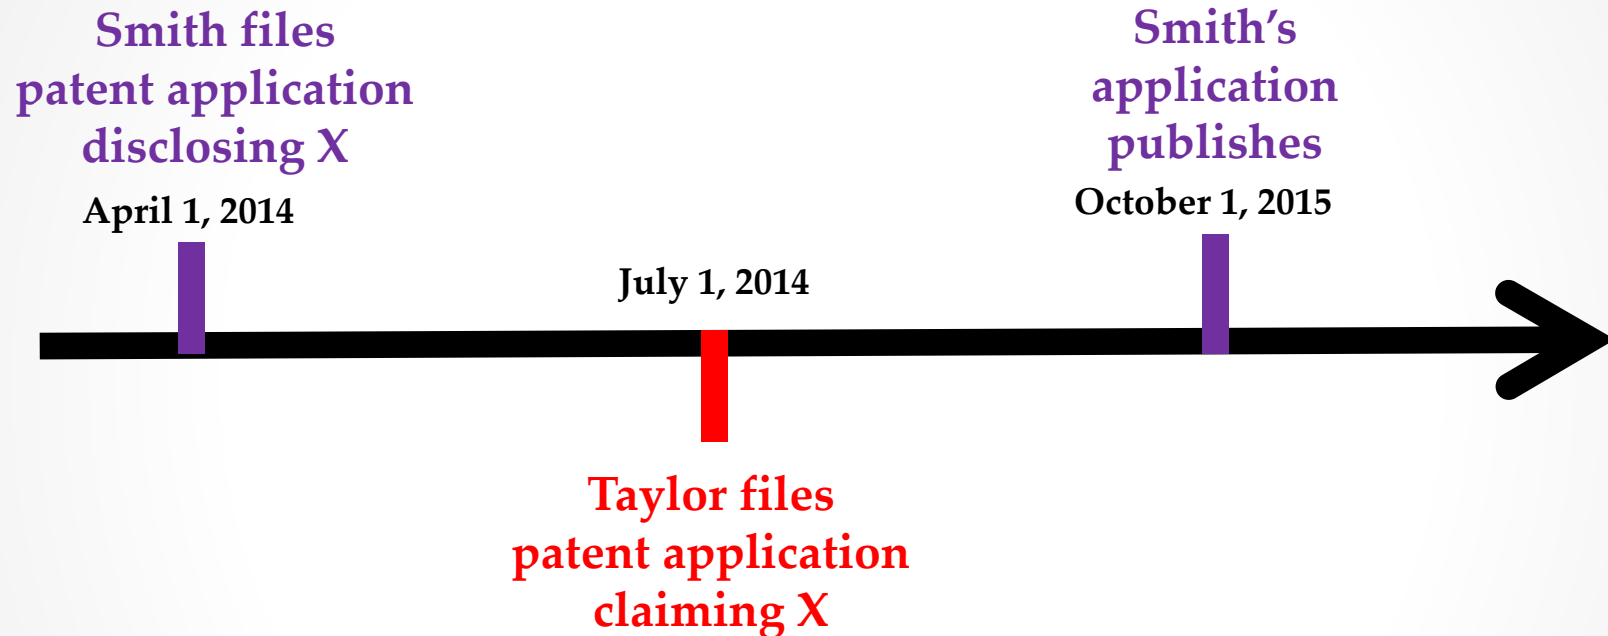 Smith files
patent application
disclosing X
April 1, 2014
July 1, 2014
Taylor files
patent application
claiming X
Smith’s
application
publishes
October 1, 2015